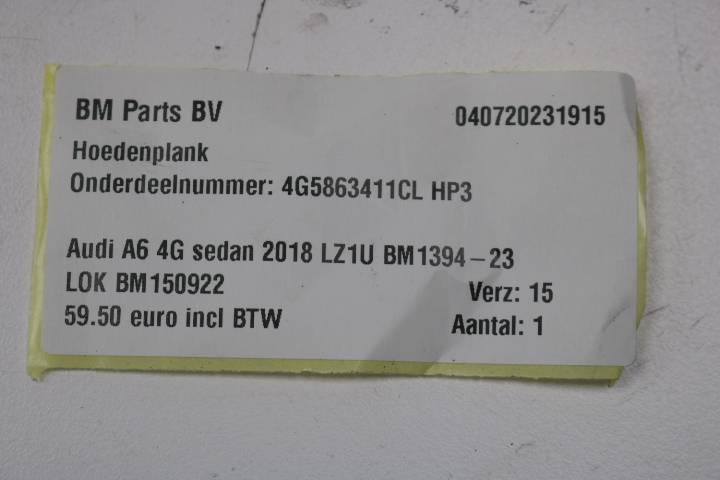 BM Parts BV 040720231915
Hoedenplank
Onderdeelnummer: 4G5863411CL HP3
Audi A6 4G sedan 2018 LZ1U BM1394-23
LOK BM150922 Verz: 15
59.50 euro incl BTW Aantal: 1